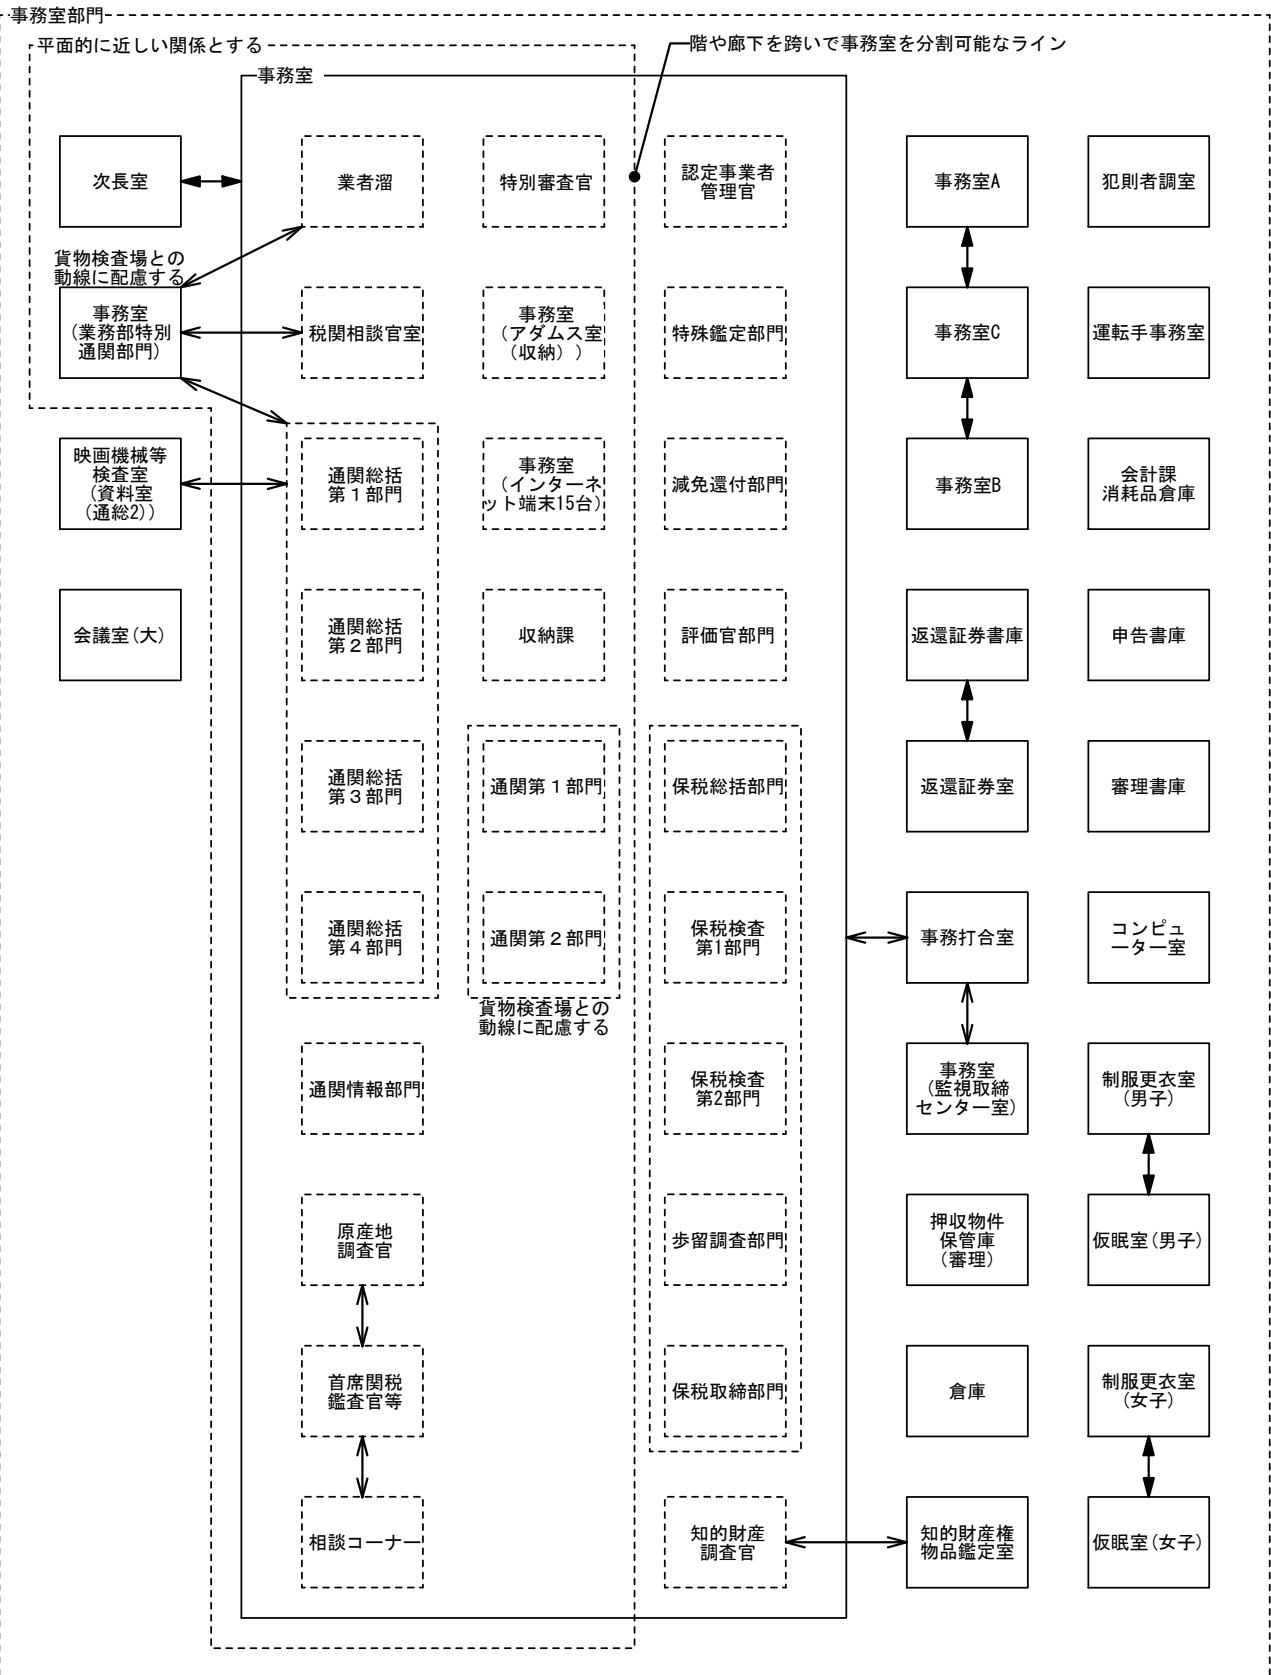 事務室部門
平面的に近しい関係とする
階や廊下を跨いで事務室を分割可能なライン
事務室
次長室
業者溜
特別審査官
認定事業者
管理官
事務室A
犯則者調室
貨物検査場との
動線に配慮する
事務室
(業務部特別
通関部門)
税関相談官室
事務室
(アダムス室
(収納))
特殊鑑定部門
事務室C
運転手事務室
映画機械等
検査室
(資料室
(通総2))
通関総括
第1部門
事務室
(インターネ
ット端末15台)
減免還付部門
事務室B
会計課
消耗品倉庫
会議室(大)
通関総括
第2部門
収納課
評価官部門
返還証券書庫
申告書庫
通関総括
第3部門
通関第1部門
保税総括部門
返還証券室
審理書庫
通関総括
第4部門
通関第2部門
保税検査
第1部門
事務打合室
コンピュ
ーター室
貨物検査場との
動線に配慮する
通関情報部門
保税検査
第2部門
事務室
(監視取締
センター室)
制服更衣室
(男子)
原産地
調査官
歩留調査部門
押収物件
保管庫
(審理)
仮眠室(男子)
首席関税
鑑査官等
保税取締部門
倉庫
制服更衣室
(女子)
相談コーナー
知的財産
調査官
知的財産権
物品鑑定室
仮眠室(女子)